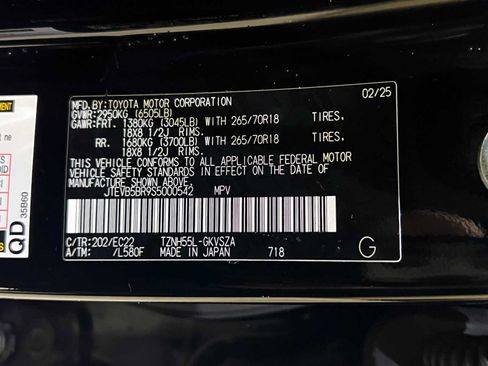 02/25
MFD.BY:TOYOTA MOTOR CORPORATION
GVWR:2950KG (6505LB)
GAWR:FRT. 1380KG (3045LB) WITH 265/70R18 TIRES,
18X8 1/2J RIMS.
RR. 1680KG (3700LB) WITH 265/70R18 TIRES,
18X8 1/2J RIMS.
THIS VEHICLE CONFORMS TO ALL APPLICABLE FEDERAL MOTOR
VEHICLE SAFETY STANDARDS IN EFFECT ON THE DATE OF
MANUFACTURE SHOWN ABOVE.
JTEVB5BR9S5000542 MPV
C/TR:202/EC22 TZNH55L-GKVSZA
A/TM: /L580F MADE IN JAPAN 718 G
QD
35B60